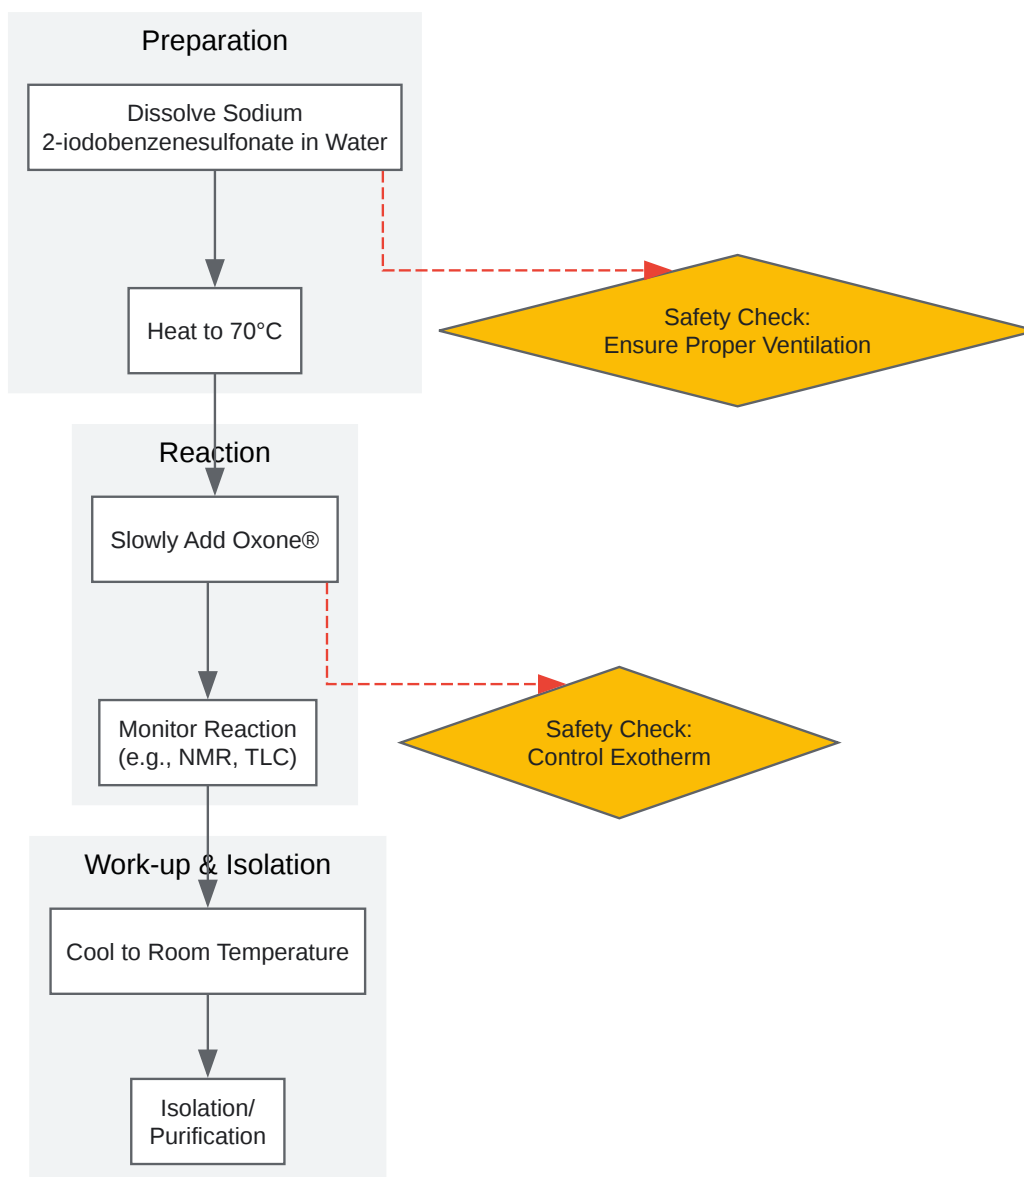 Preparation
Dissolve Sodium
2-iodobenzenesulfonate in Water
Heat to 70°C
Safety Check:
Ensure Proper Ventilation
Reaction
Slowly Add Oxone®
Monitor Reaction
(e.g., NMR, TLC)
Safety Check:
Control Exotherm
Work-up & Isolation
Cool to Room Temperature
Isolation/
Purification